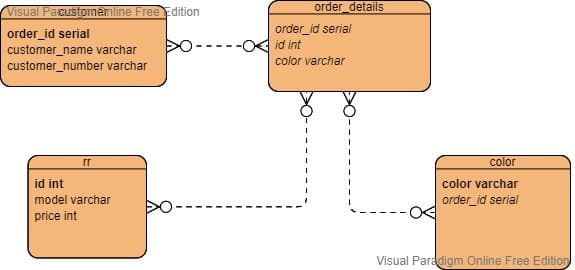 Visual Paradigm Online Free Edition
customer
order_id serial
customer_name varchar
customer_number varchar
order_details
order_id serial
id int
color varchar
rr
id int
model varchar
price int
color
color varchar
order_id serial
Visual Paradigm Online Free Edition